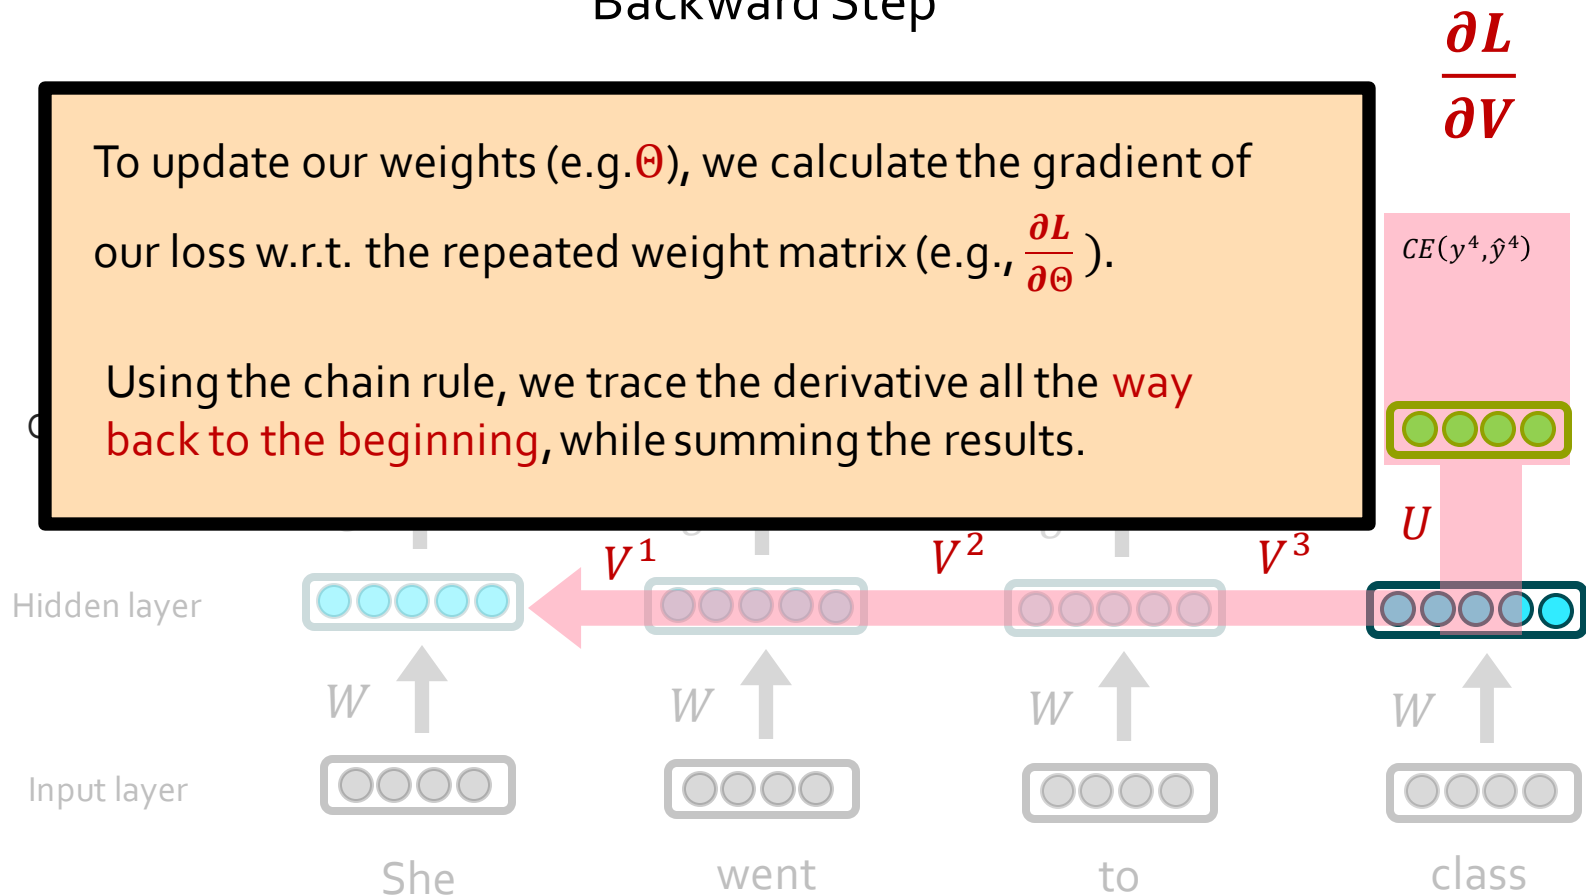 Backward Step
∂L
∂V
To update our weights (e.g.Θ), we calculate the gradient of
our loss w.r.t. the repeated weight matrix (e.g., ∂L/∂Θ ).
Using the chain rule, we trace the derivative all the way
back to the beginning, while summing the results.
CE(y⁴,ŷ⁴)
U
V¹ V² V³
Hidden layer
W W W W
Input layer
She went to class